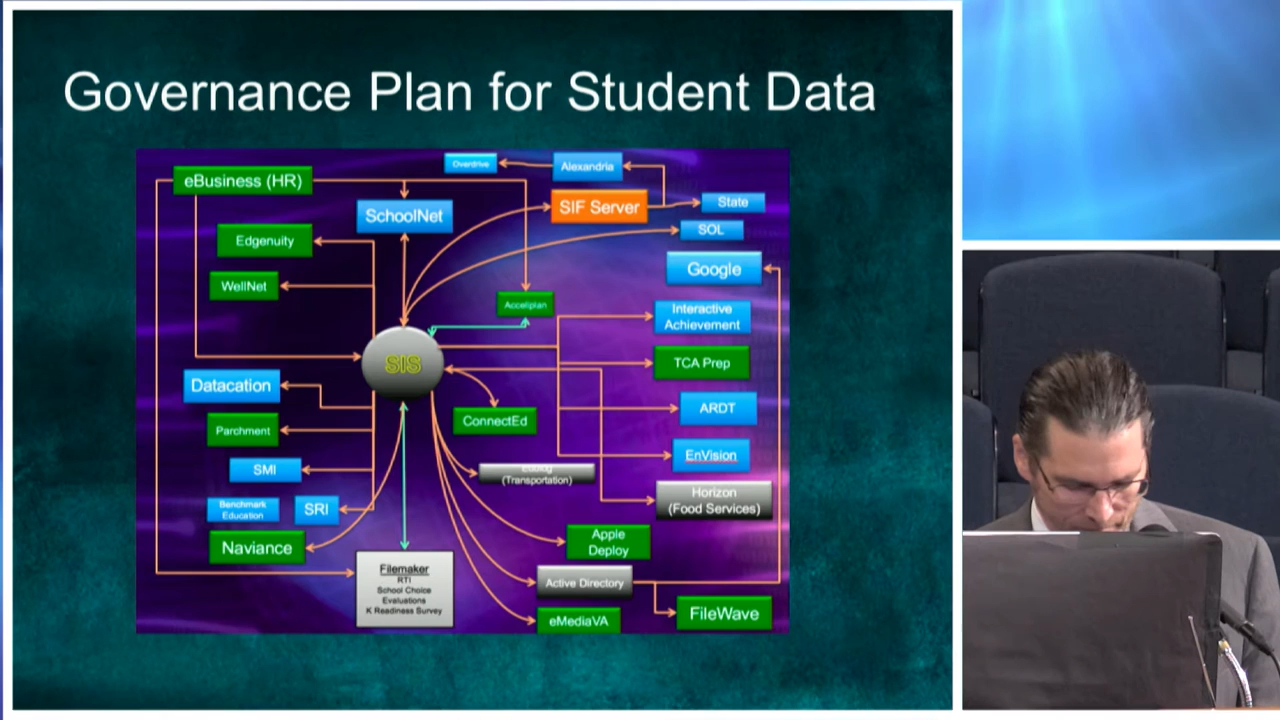 Governance Plan for Student Data
Overdrive
Alexandria
eBusiness (HR)
SIF Server
State
SchoolNet
SOL
Edgenuity
Google
WellNet
Accelplan
Interactive
Achievement
SIS
TCA Prep
Datacation
ARDT
ConnectEd
Parchment
EnVision
SMI
(Transportation)
Horizon
(Food Services)
Benchmark
Education
SRI
Naviance
Apple
Deploy
Filemaker
RTI
School Choice
Evaluations
K Readiness Survey
Active Directory
eMediaVA
FileWave